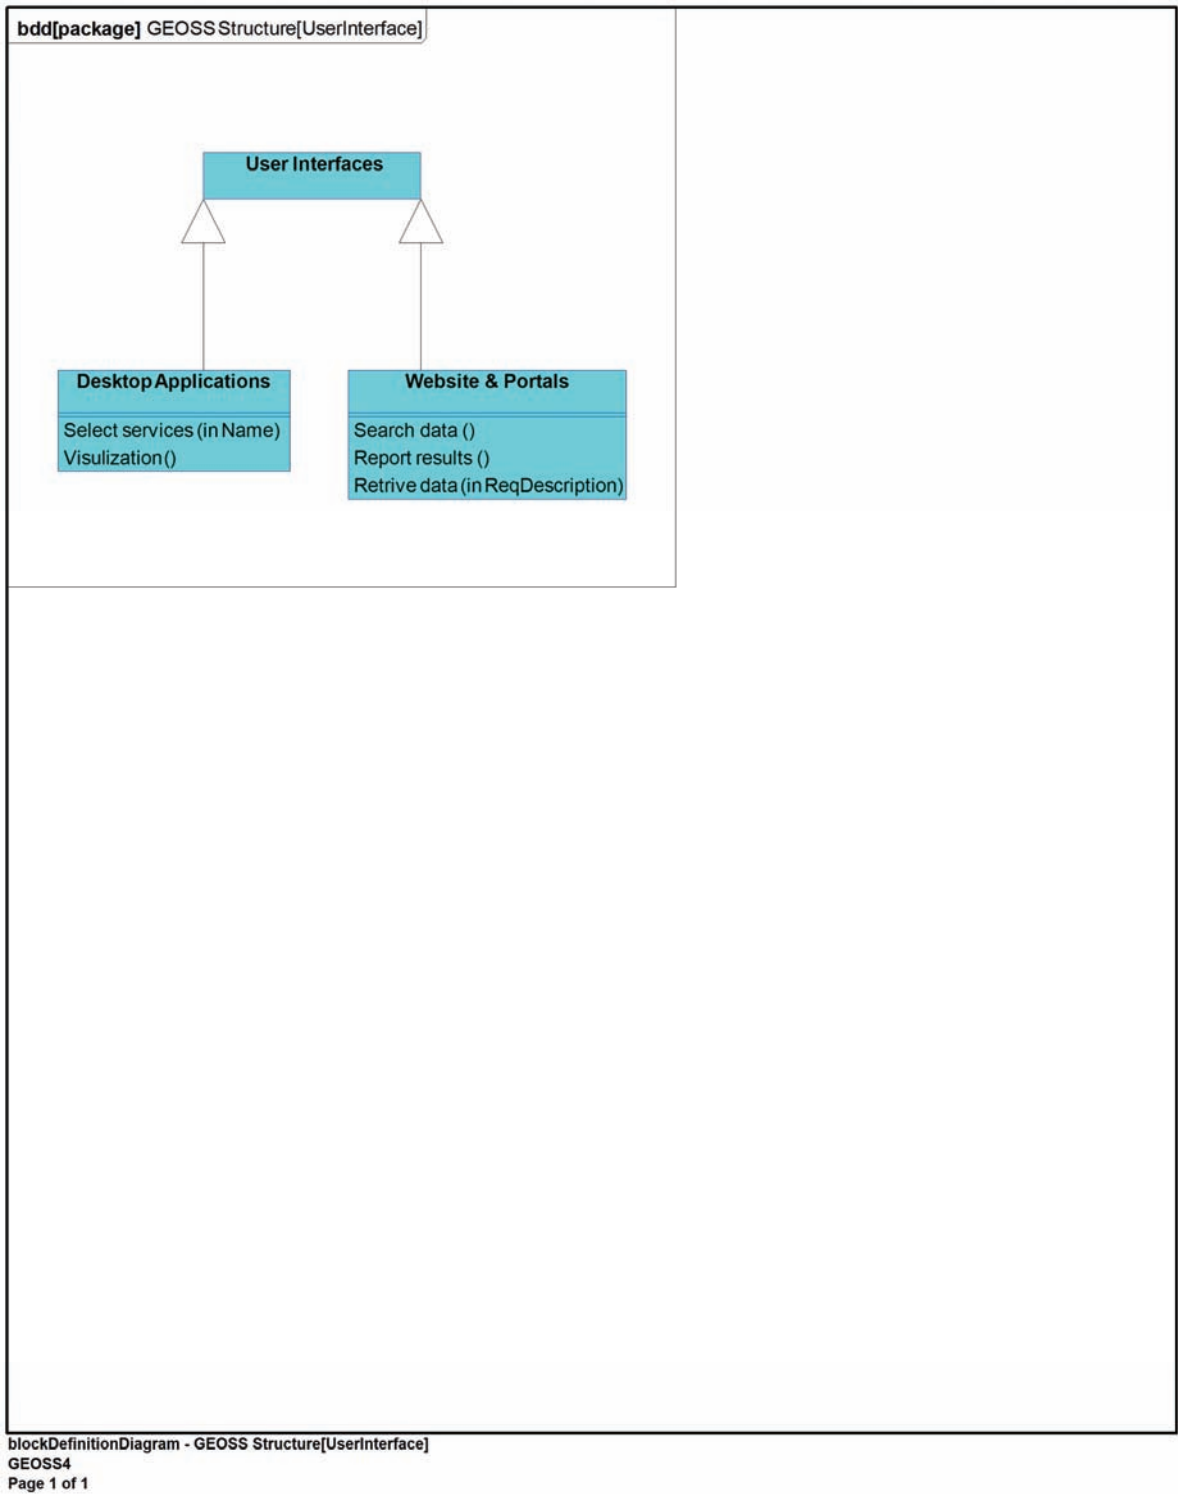 bdd[package] GEOSS Structure[UserInterface]
User Interfaces
Desktop Applications
Select services (in Name)
Visulization ()
Website & Portals
Search data ()
Report results ()
Retrive data (in ReqDescription)
blockDefinitionDiagram - GEOSS Structure[UserInterface]
GEOSS4
Page 1 of 1